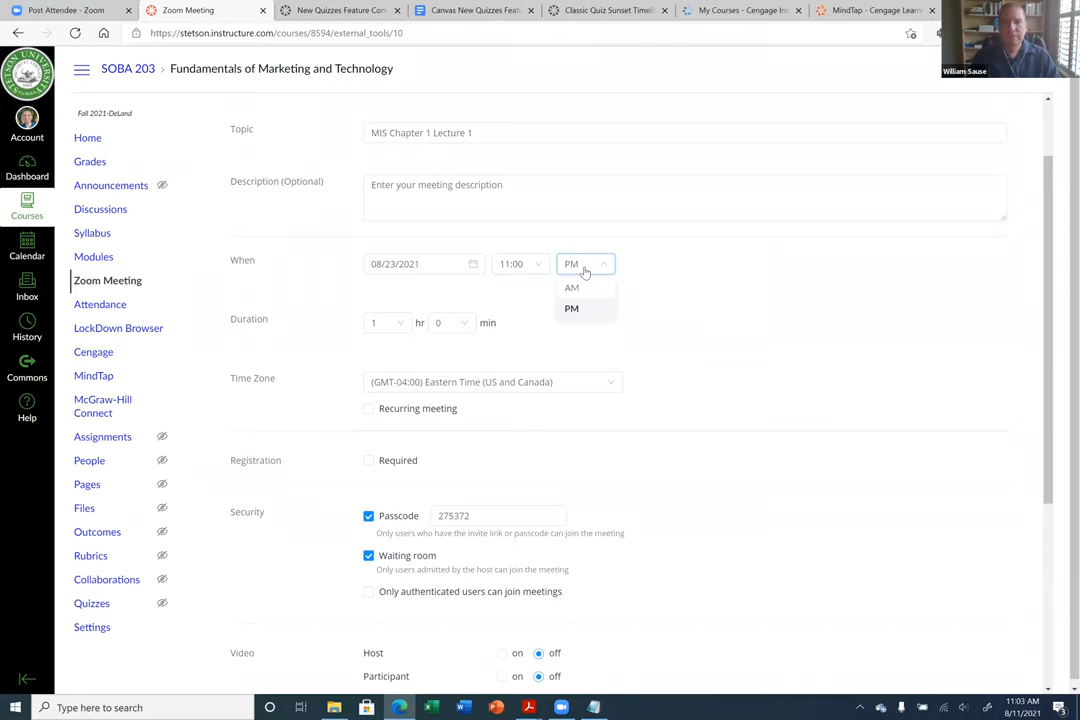 Post Attendee - Zoom
Zoom Meeting
New Quizzes Feature Com
Canvas New Quizzes Featu
Classic Quiz Sunset Timeli
My Courses - Cengage In
MindTap - Cengage Learn
https://stetson.instructure.com/courses/8594/external_tools/10
William Sause
SOBA 203 › Fundamentals of Marketing and Technology
Account
Dashboard
Courses
Calendar
Inbox
History
Commons
Help
Fall 2021-DeLand
Home
Grades
Announcements
Discussions
Syllabus
Modules
Zoom Meeting
Attendance
LockDown Browser
Cengage
MindTap
McGraw-Hill
Connect
Assignments
People
Pages
Files
Outcomes
Rubrics
Collaborations
Quizzes
Settings
Topic
MIS Chapter 1 Lecture 1
Description (Optional)
Enter your meeting description
When
08/23/2021
11:00
PM
AM
PM
Duration
1 hr 0 min
Time Zone
(GMT-04:00) Eastern Time (US and Canada)
Recurring meeting
Registration
Required
Security
Passcode 275372
Only users who have the invite link or passcode can join the meeting
Waiting room
Only users admitted by the host can join the meeting
Only authenticated users can join meetings
Video
Host on off
Participant on off
Type here to search
11:03 AM
8/11/2021
3